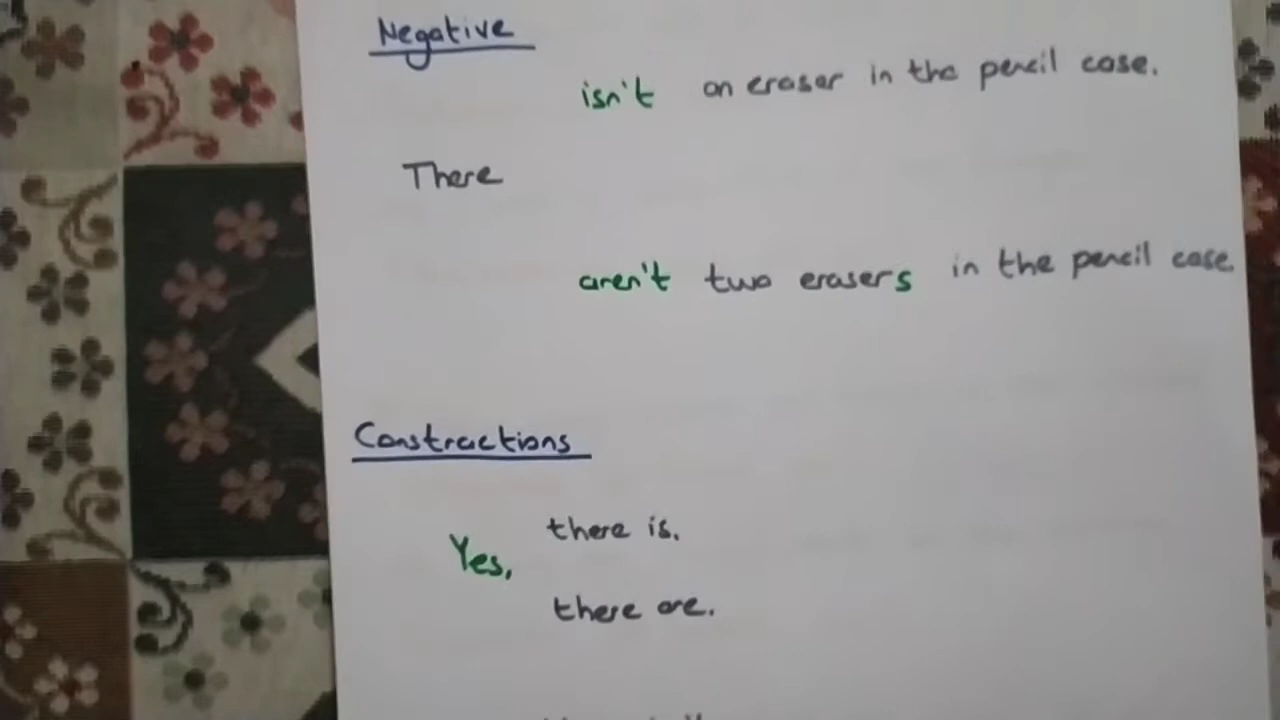 Negative
isn't an eraser in the pencil case.
There
aren't two erasers in the pencil case.
Constractions
there is.
Yes,
there are.